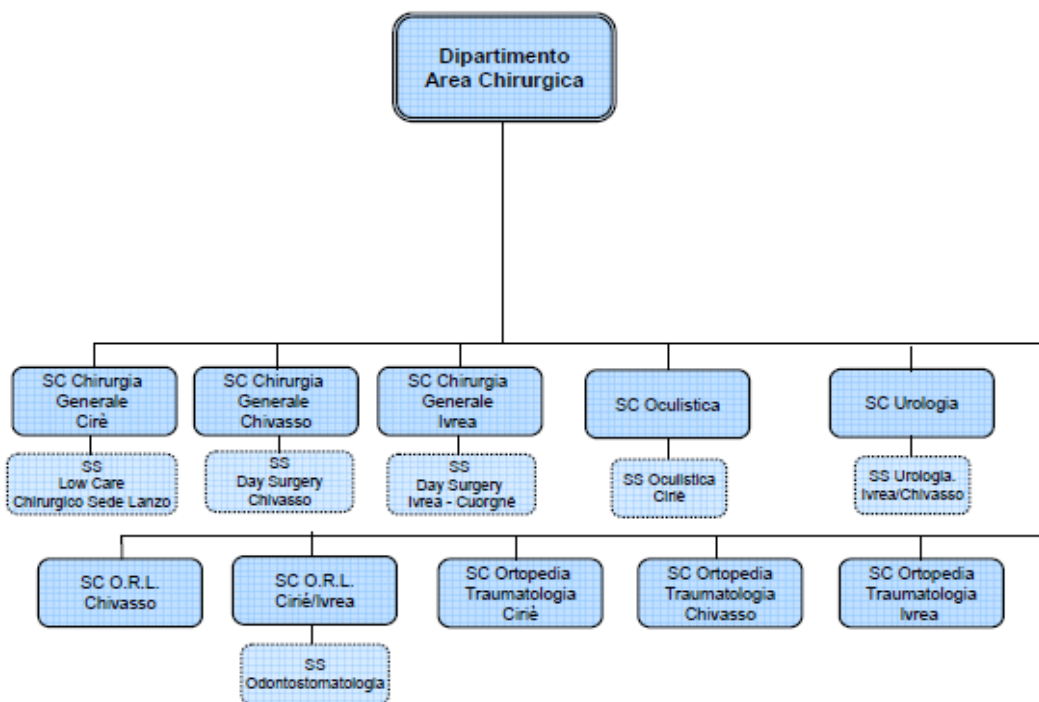 Dipartimento
Area Chirurgica
SC Chirurgia
Generale
Cirè
SC Chirurgia
Generale
Chivasso
SC Chirurgia
Generale
Ivrea
SC Oculistica
SC Urologia
SS
Low Care
Chirurgico Sede Lanzo
SS
Day Surgery
Chivasso
SS
Day Surgery
Ivrea - Cuorgnè
SS Oculistica
Ciriè
SS Urologia.
Ivrea/Chivasso
SC O.R.L.
Chivasso
SC O.R.L.
Ciriè/Ivrea
SC Ortopedia
Traumatologia
Ciriè
SC Ortopedia
Traumatologia
Chivasso
SC Ortopedia
Traumatologia
Ivrea
SS
Odontostomatologia